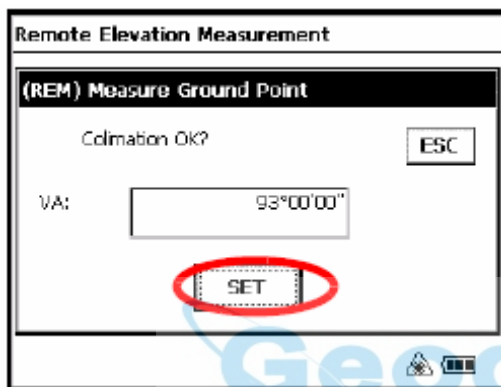 Remote Elevation Measurement
(REM) Measure Ground Point
Colimation OK?
ESC
VA:
93°00'00"
SET
Geo